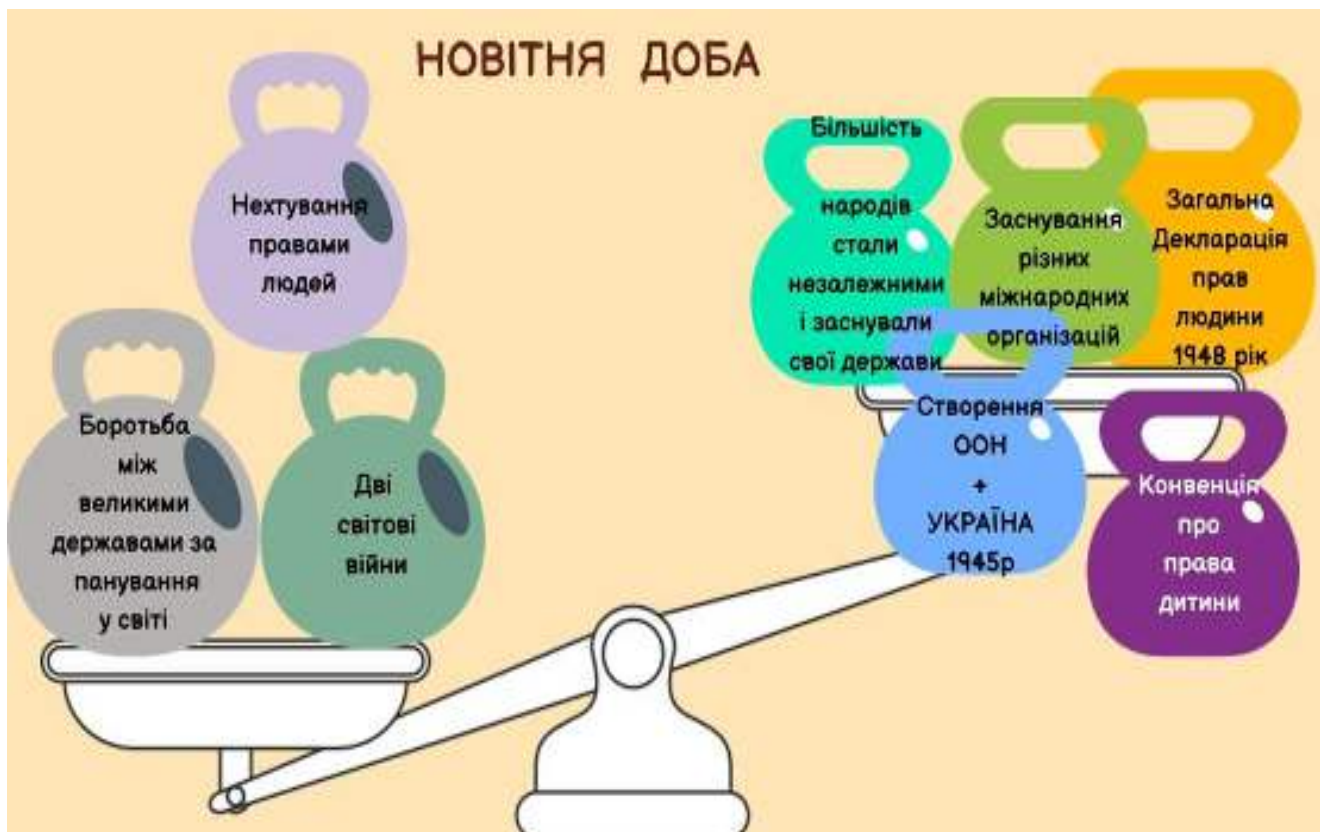 НОВІТНЯ ДОБА
Нехтування
правами
людей
Боротьба
між
великими
державами за
панування
у світі
Дві
світові
війни
Більшість
народів
стали
незалежними
і заснували
свої держави
Заснування
різних
міжнародних
організацій
Загальна
Декларація
прав
людини
1948 рік
Створення
ООН
+
УКРАЇНА
1945р
Конвенція
про
права
дитини